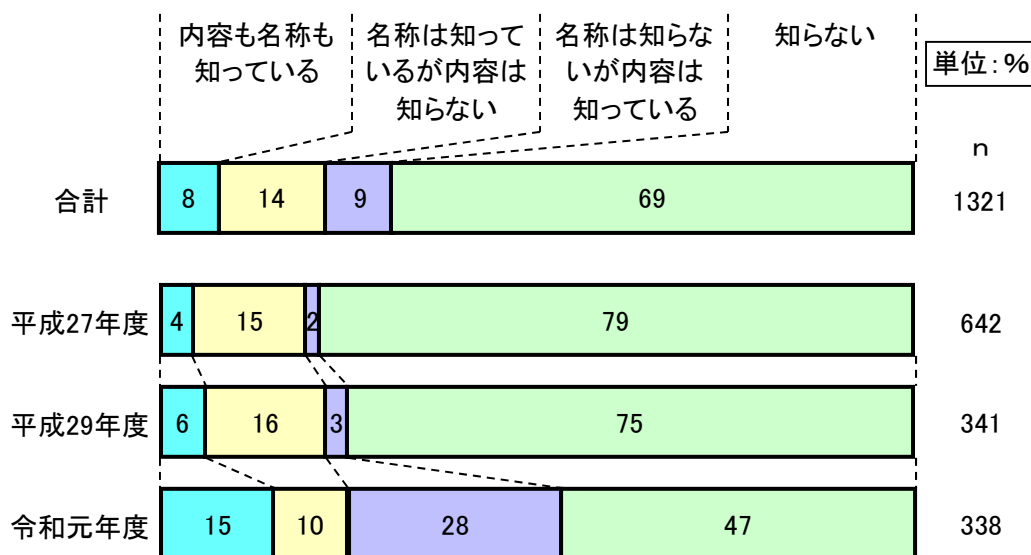 内容も名称も
知っている
名称は知って
いるが内容は
知らない
名称は知らな
いが内容は
知っている
知らない
単位:%
n
合計 8 14 9 69 1321
平成27年度 4 15 2 79 642
平成29年度 6 16 3 75 341
令和元年度 15 10 28 47 338